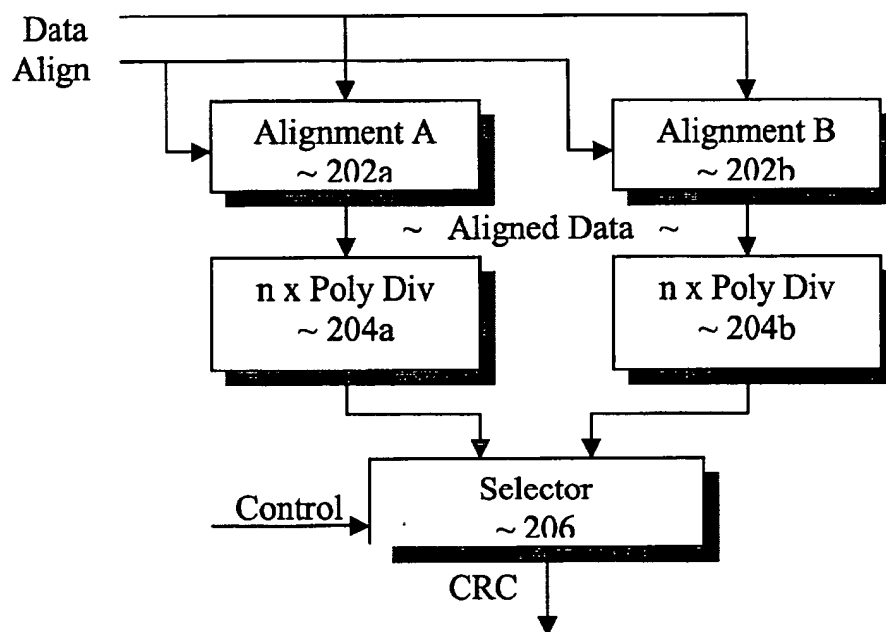 Data
Align
Alignment A
~ 202a
Alignment B
~ 202b
~ Aligned Data ~
n x Poly Div
~ 204a
n x Poly Div
~ 204b
Selector
~ 206
Control
CRC